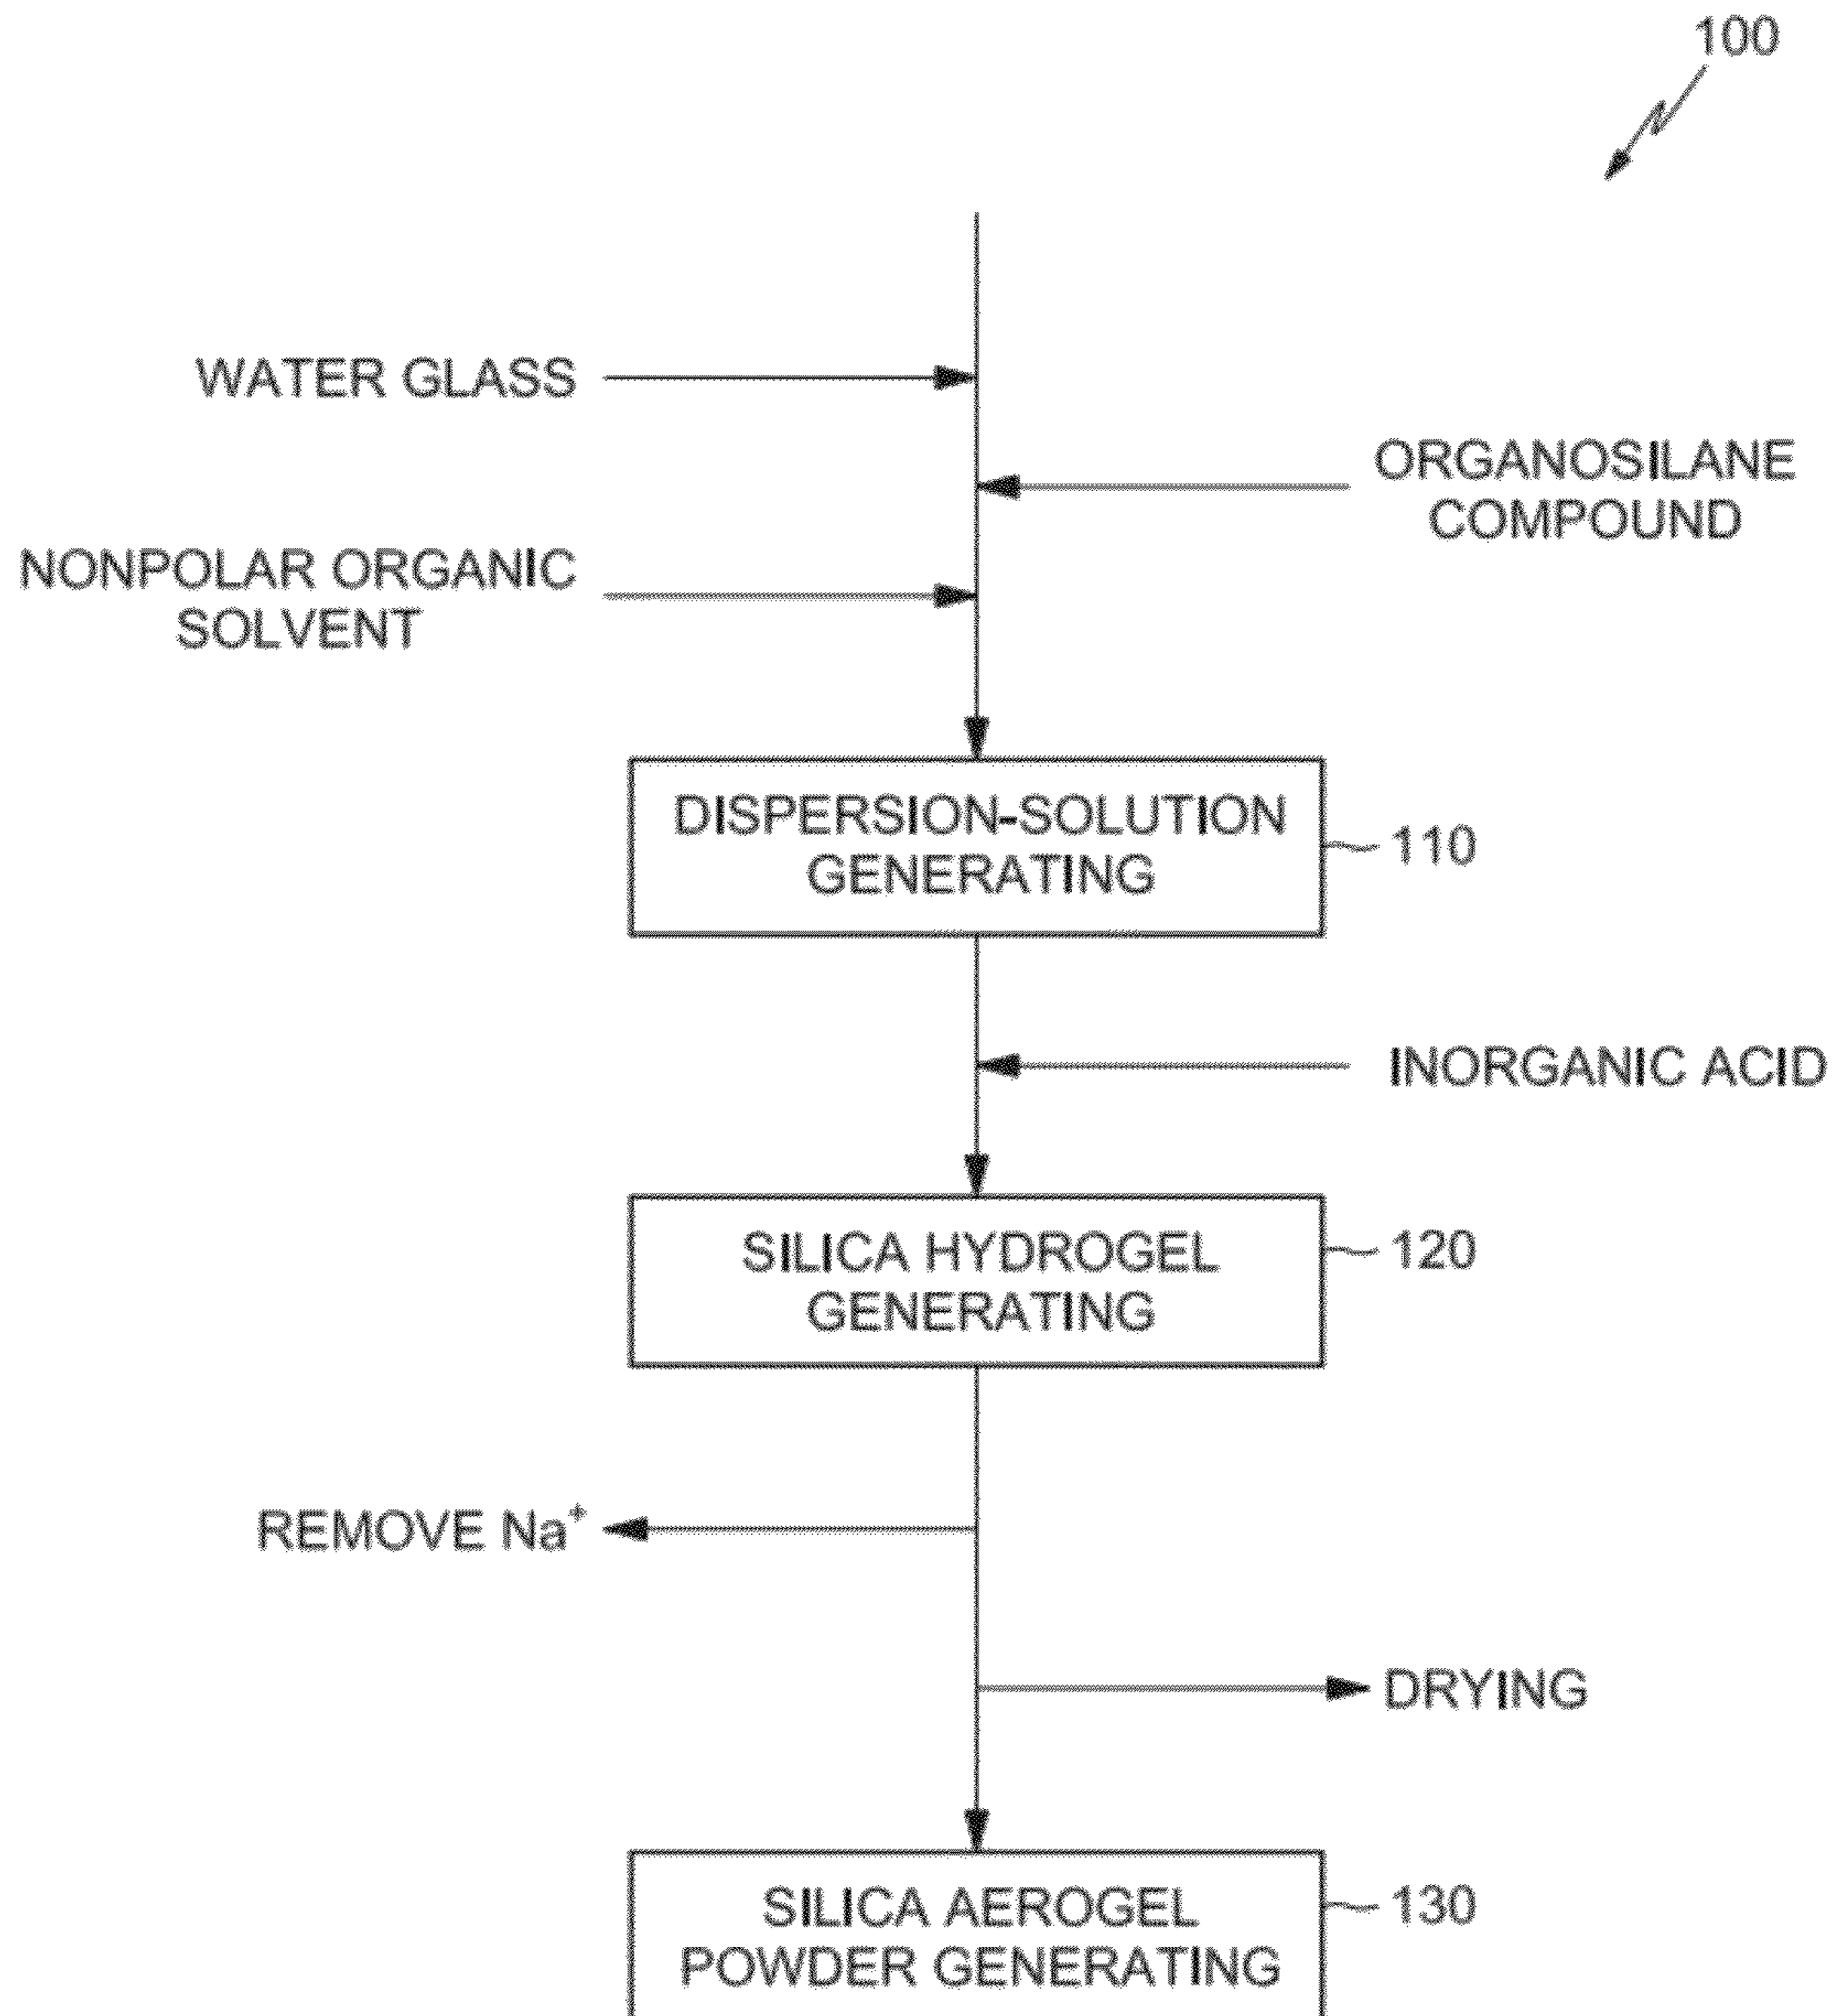 100
WATER GLASS
ORGANOSILANE
COMPOUND
NONPOLAR ORGANIC
SOLVENT
DISPERSION-SOLUTION
GENERATING
110
INORGANIC ACID
SILICA HYDROGEL
GENERATING
120
REMOVE Na⁺
DRYING
SILICA AEROGEL
POWDER GENERATING
130